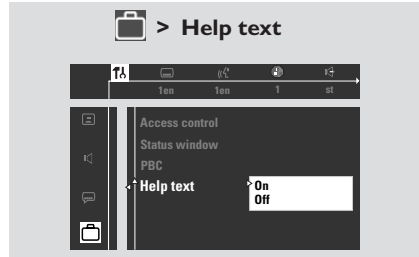 > Help text
1en 1en 1 st
Access control
Status window
PBC
Help text
On
Off